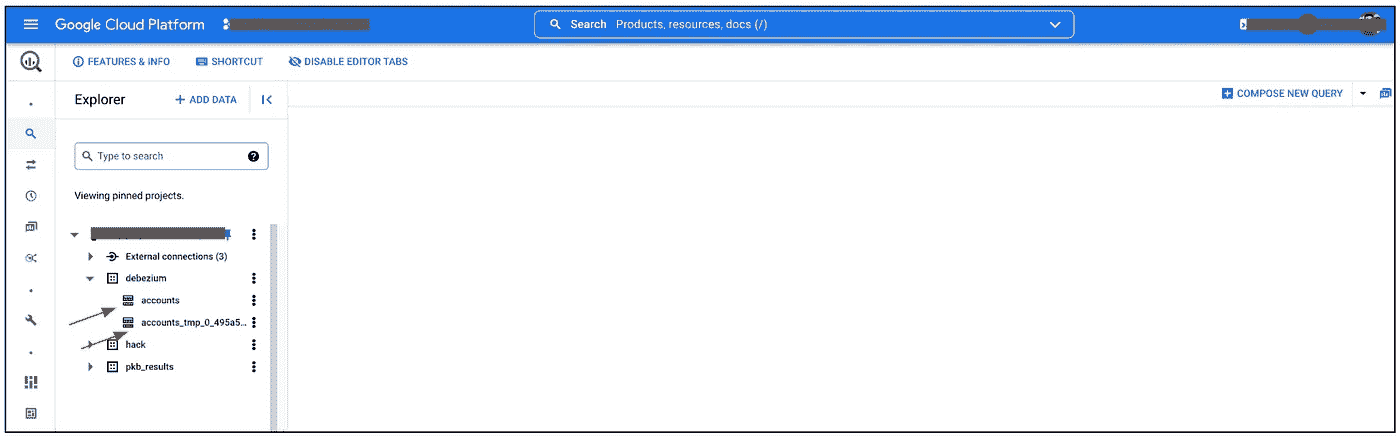 Google Cloud Platform
Search Products, resources, docs (/)
FEATURES & INFO SHORTCUT DISABLE EDITOR TABS
Explorer + ADD DATA
COMPOSE NEW QUERY
Type to search
Viewing pinned projects.
External connections (3)
debezium
accounts
accounts_tmp_0_495a5...
hack
pkb_results